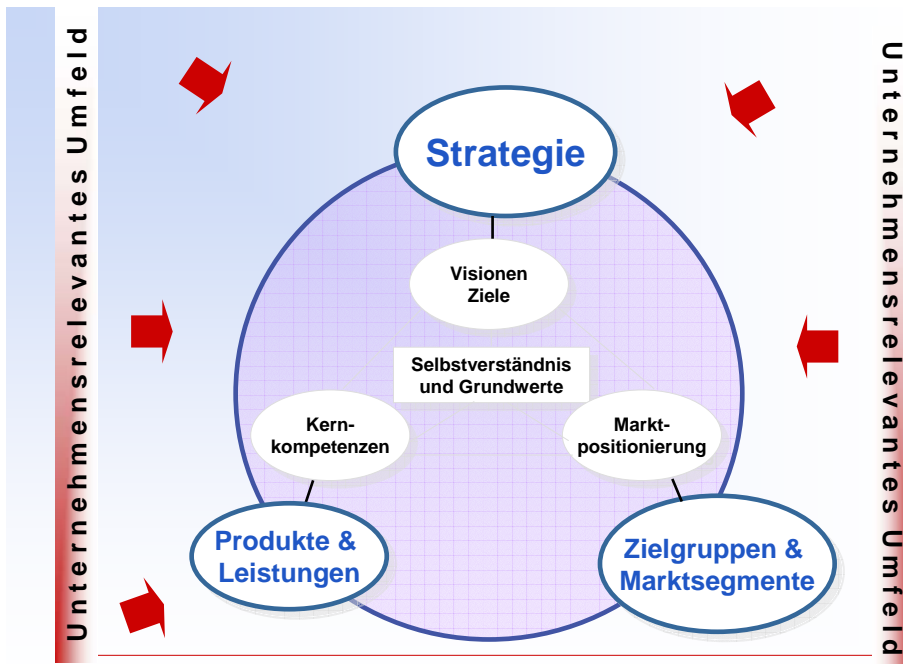 Unternehmensrelevantes Umfeld
Strategie
Visionen
Ziele
Selbstverständnis
und Grundwerte
Kern-
kompetenzen
Markt-
positionierung
Produkte &
Leistungen
Zielgruppen &
Marktsegmente
Unternehmensrelevantes Umfeld